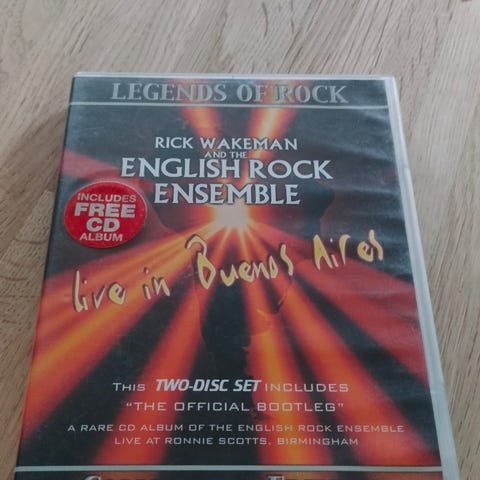 LEGENDS OF ROCK
RICK WAKEMAN
AND THE
ENGLISH ROCK
ENSEMBLE
INCLUDES
FREE
CD
ALBUM
live in Buenos Aires
THIS TWO-DISC SET INCLUDES
"THE OFFICIAL BOOTLEG"
A RARE CD ALBUM OF THE ENGLISH ROCK ENSEMBLE
LIVE AT RONNIE SCOTTS, BIRMINGHAM